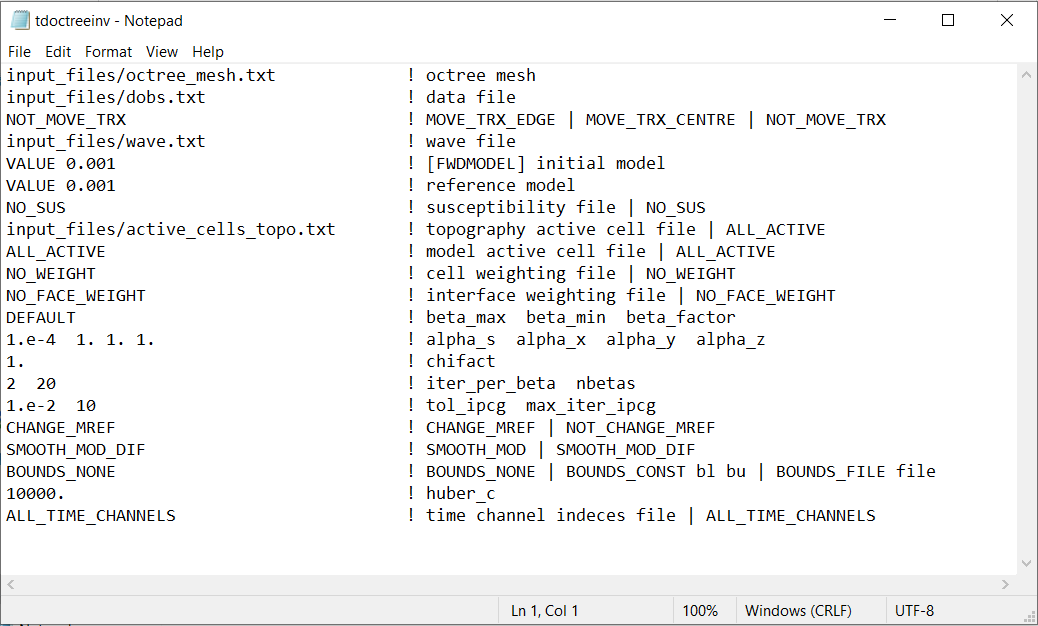 tdoctreeinv - Notepad
File Edit Format View Help
input_files/octree_mesh.txt ! octree mesh
input_files/dobs.txt ! data file
NOT_MOVE_TRX ! MOVE_TRX_EDGE | MOVE_TRX_CENTRE | NOT_MOVE_TRX
input_files/wave.txt ! wave file
VALUE 0.001 ! [FWDMODEL] initial model
VALUE 0.001 ! reference model
NO_SUS ! susceptibility file | NO_SUS
input_files/active_cells_topo.txt ! topography active cell file | ALL_ACTIVE
ALL_ACTIVE ! model active cell file | ALL_ACTIVE
NO_WEIGHT ! cell weighting file | NO_WEIGHT
NO_FACE_WEIGHT ! interface weighting file | NO_FACE_WEIGHT
DEFAULT ! beta_max beta_min beta_factor
1.e-4 1. 1. 1. ! alpha_s alpha_x alpha_y alpha_z
1. ! chifact
2 20 ! iter_per_beta nbetas
1.e-2 10 ! tol_ipcg max_iter_ipcg
CHANGE_MREF ! CHANGE_MREF | NOT_CHANGE_MREF
SMOOTH_MOD_DIF ! SMOOTH_MOD | SMOOTH_MOD_DIF
BOUNDS_NONE ! BOUNDS_NONE | BOUNDS_CONST bl bu | BOUNDS_FILE file
10000. ! huber_c
ALL_TIME_CHANNELS ! time channel indeces file | ALL_TIME_CHANNELS
Ln 1, Col 1 100% Windows (CRLF) UTF-8